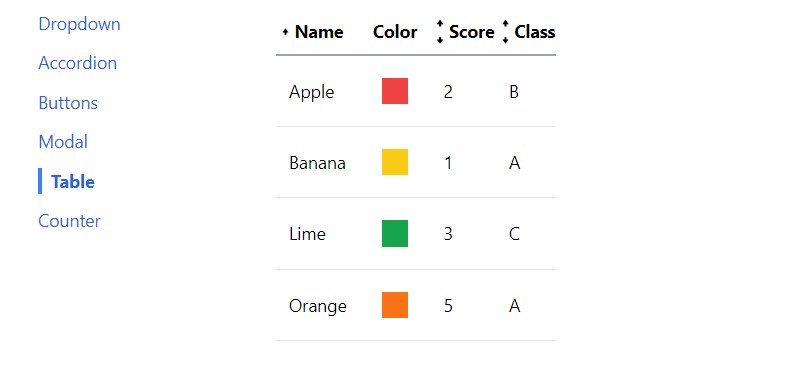 Dropdown
Accordion
Buttons
Modal
Table
Counter
Name Color Score Class
Apple 2 B
Banana 1 A
Lime 3 C
Orange 5 A